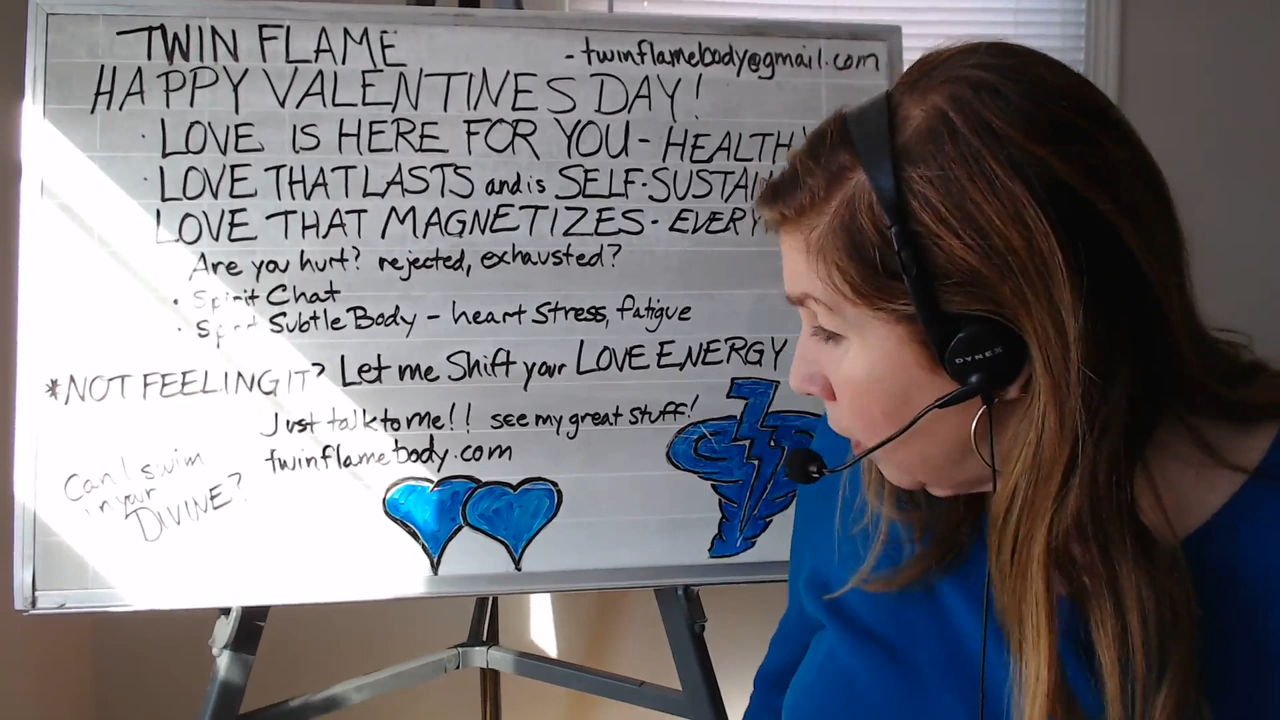 TWIN FLAME
- twinflamebody@gmail.com
HAPPY VALENTINES DAY!
· LOVE IS HERE FOR YOU - HEALTHY
· LOVE THAT LASTS and is SELF-SUSTAI
LOVE THAT MAGNETIZES - EVERY
Are you hurt? rejected, exhausted?
· Spirit Chat
· Subtle Body - heart Stress, fatigue
*NOT FEELING IT? Let me Shift your LOVE ENERGY
Just talk to me!! see my great stuff!
twinflamebody.com
Can I swim
in your
DIVINE?
DYNEX